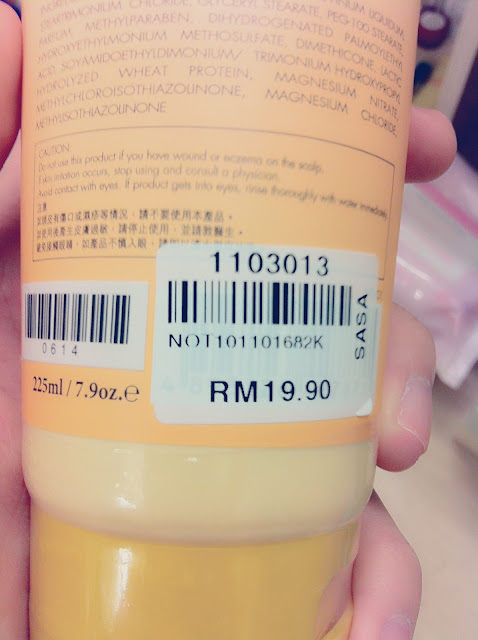 CHLORIDE, GLYCERYL STEARATE, PEG-100 STEARATE,
PARFUM, METHYLPARABEN, DIHYDROGENATED PALMOYLETHYL
HYDROXYETHYLMONIUM METHOSULFATE, DIMETHICONE, LACTIC
ACID, SOYAMIDOETHYLDIMONIUM/ TRIMONIUM HYDROXYPROPYL
HYDROLYZED WHEAT PROTEIN, MAGNESIUM NITRATE,
METHYLCHLOROISOTHIAZOLINONE, MAGNESIUM CHLORIDE,
METHYLISOTHIAZOLINONE
CAUTION:
Do not use this product if you have wound or eczema on the scalp.
If skin irritation occurs, stop using and consult a physician.
Avoid contact with eyes. If product gets into eyes, rinse thoroughly with water immediately.
注意
如頭皮有傷口或濕疹等情況，請不要使用本產品。
如使用後產生皮膚過敏，請停止使用，並請教醫生。
避免接觸眼睛，如產品不慎入眼，請即以清水
1103013
NOT101101682K
SASA
RM19.90
0614
225ml / 7.9oz.e